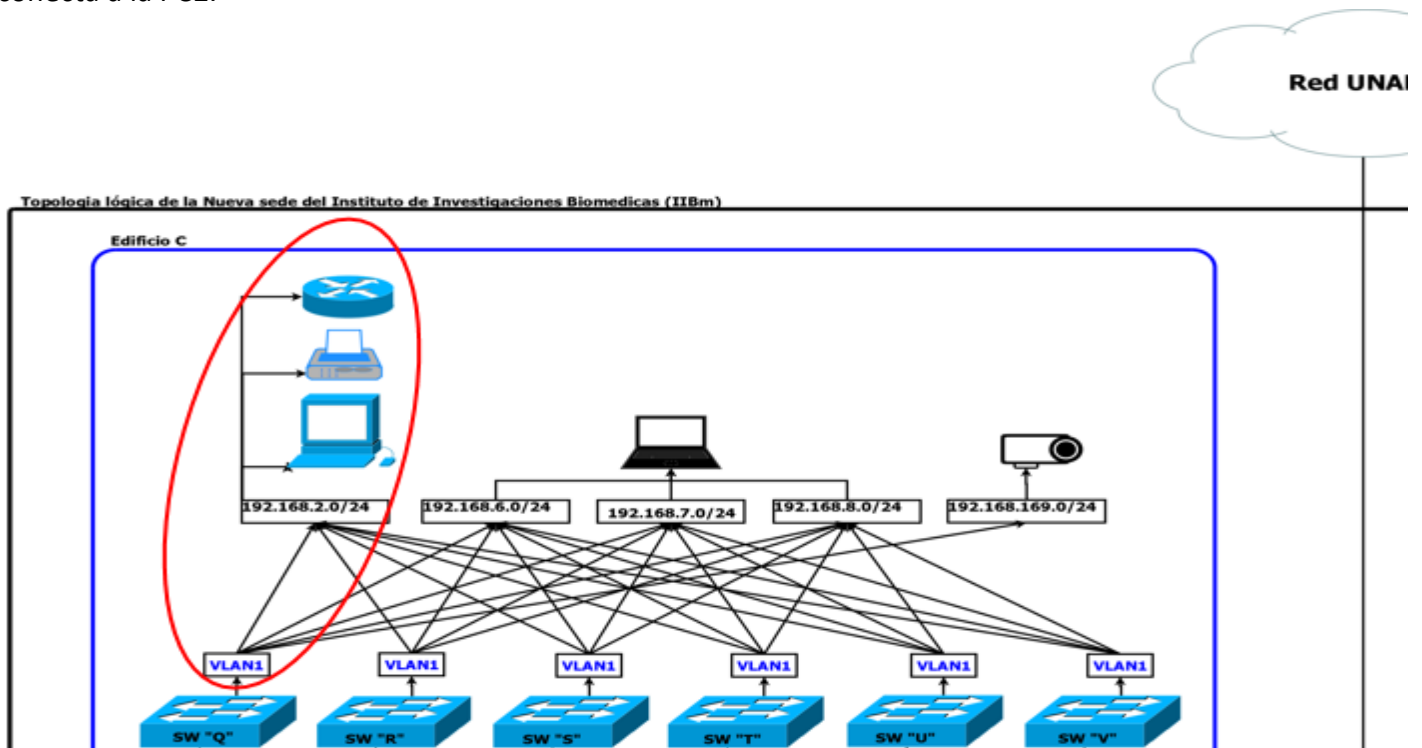 Red UNA
Topologia lógica de la Nueva sede del Instituto de Investigaciones Biomedicas (IIBm)
Edificio C
192.168.2.0/24
192.168.6.0/24
192.168.7.0/24
192.168.8.0/24
192.168.169.0/24
VLAN1
VLAN1
VLAN1
VLAN1
VLAN1
VLAN1
SW "Q"
SW "R"
SW "S"
SW "T"
SW "U"
SW "V"